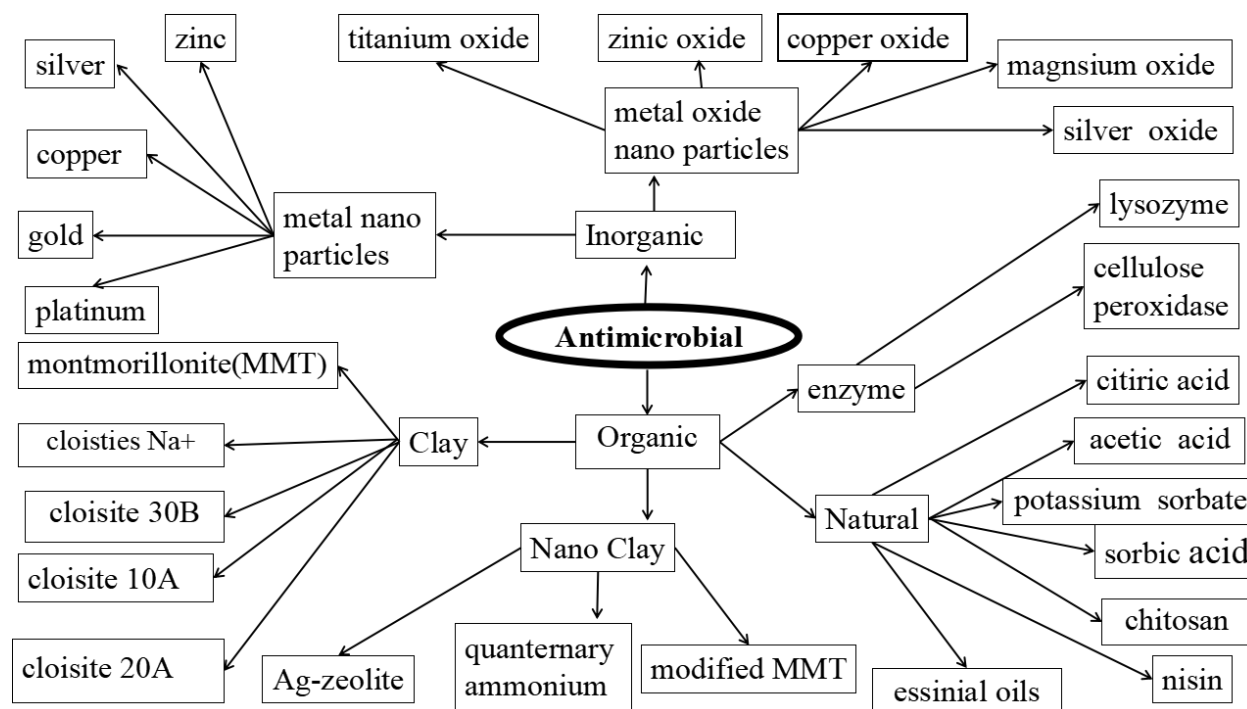 zinc
titanium oxide
zinic oxide
copper oxide
silver
magnsium oxide
metal oxide
nano particles
silver oxide
copper
lysozyme
metal nano
particles
Inorganic
gold
cellulose
peroxidase
platinum
Antimicrobial
montmorillonite(MMT)
enzyme
citiric acid
cloisties Na+
Clay
Organic
acetic acid
cloisite 30B
Natural
potassium sorbate
Nano Clay
sorbic acid
cloisite 10A
chitosan
cloisite 20A
Ag-zeolite
quanternary
ammonium
modified MMT
essinial oils
nisin